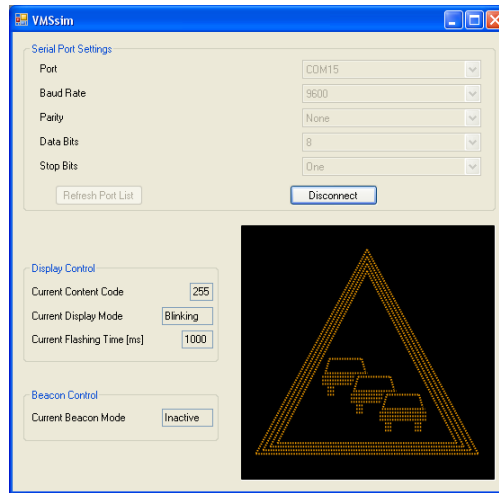 VMSsim
Serial Port Settings
Port COM15
Baud Rate 9600
Parity None
Data Bits 8
Stop Bits One
Refresh Port List Disconnect
Display Control
Current Content Code 255
Current Display Mode Blinking
Current Flashing Time [ms] 1000
Beacon Control
Current Beacon Mode Inactive